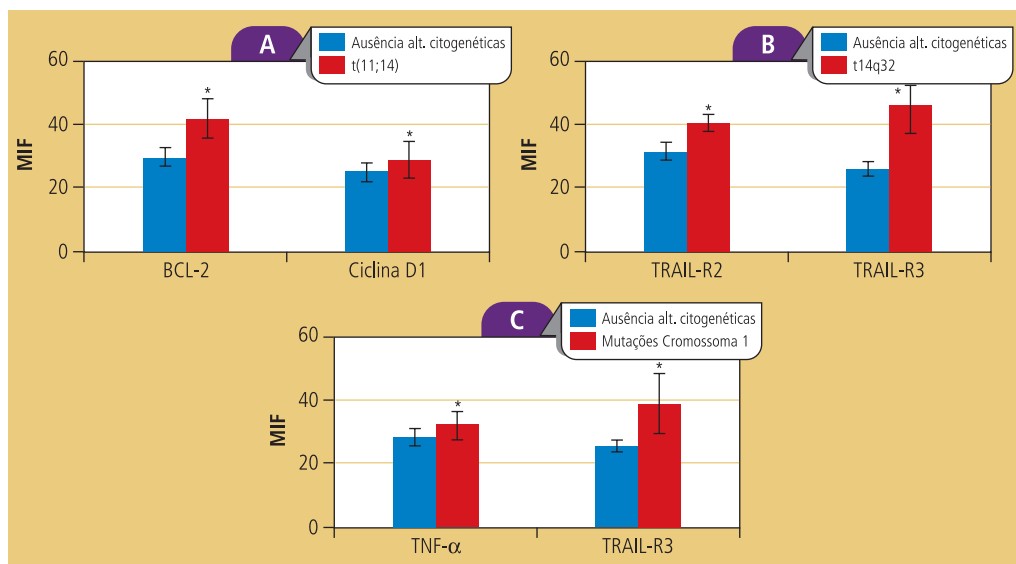 A
Ausência alt. citogenéticas
t(11;14)
MIF
60
40
20
0
*
*
BCL-2
Ciclina D1
B
Ausência alt. citogenéticas
t14q32
MIF
60
40
20
0
*
*
TRAIL-R2
TRAIL-R3
C
Ausência alt. citogenéticas
Mutações Cromossoma 1
MIF
60
40
20
0
*
*
TNF-α
TRAIL-R3